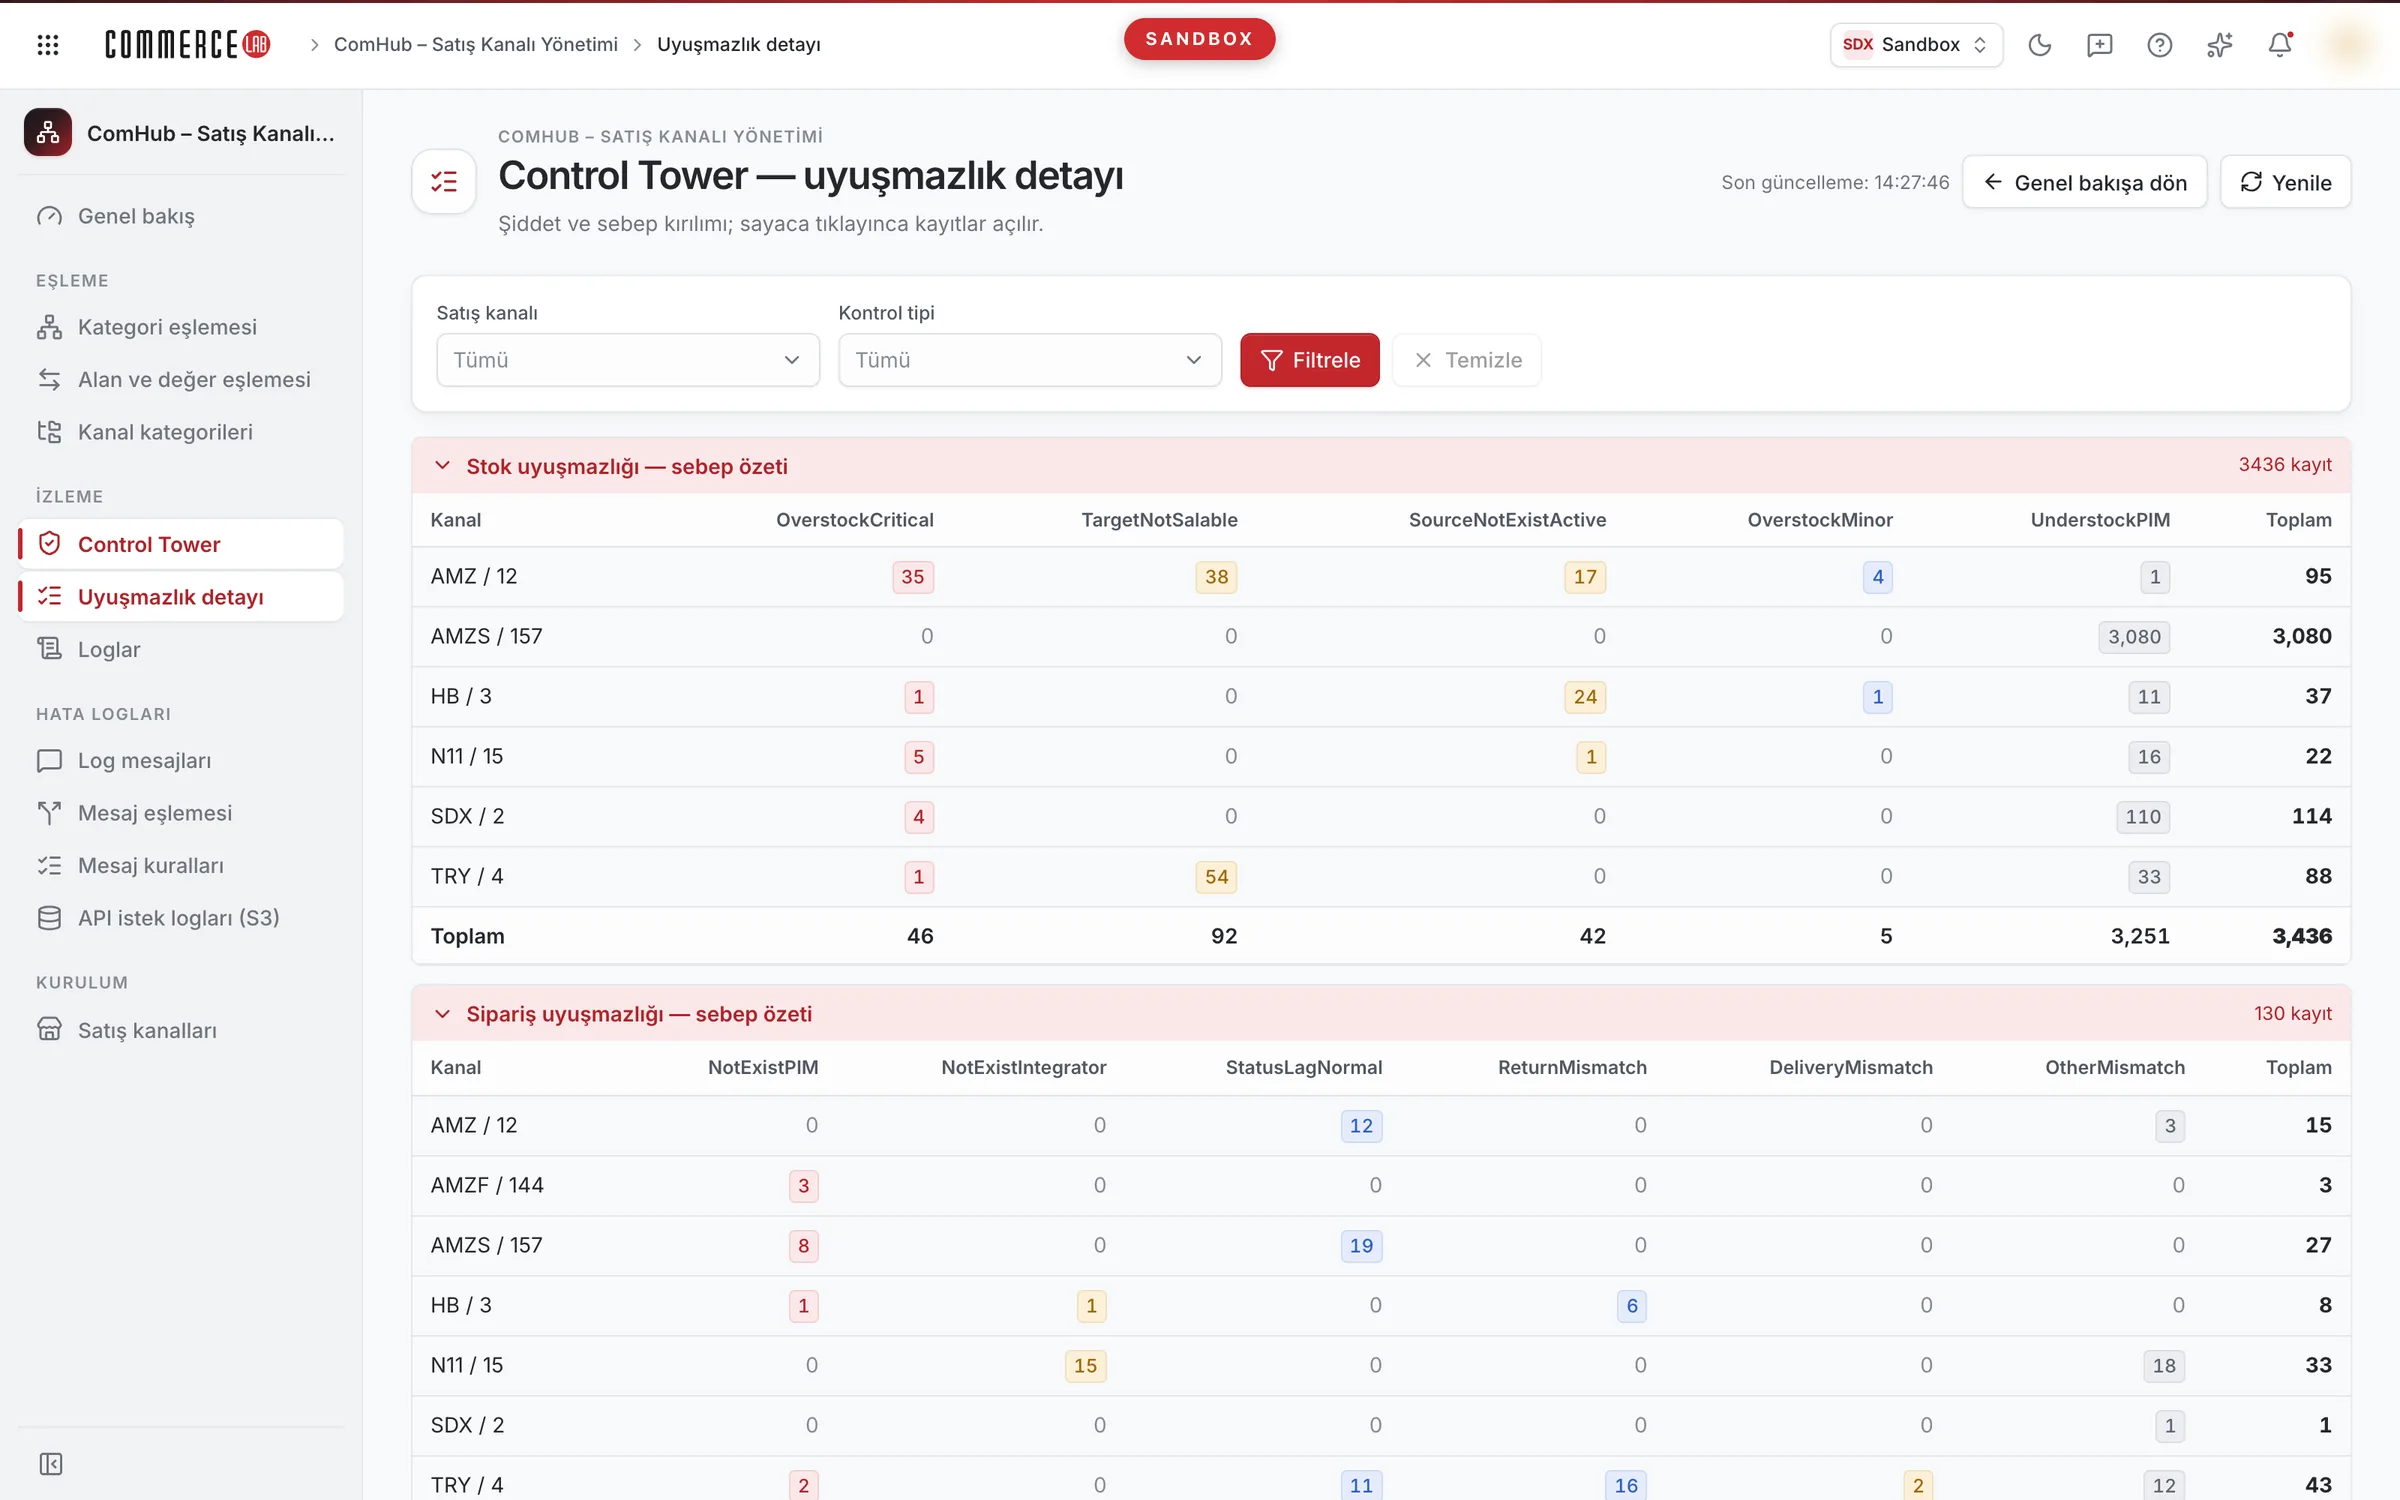 COMMERCE LAB
ComHub – Satış Kanalı Yönetimi
Uyuşmazlık detayı
SANDBOX
SDX Sandbox
ComHub – Satış Kanalı...
Genel bakış
EŞLEME
Kategori eşlemesi
Alan ve değer eşlemesi
Kanal kategorileri
İZLEME
Control Tower
Uyuşmazlık detayı
Loglar
HATA LOGLARI
Log mesajları
Mesaj eşlemesi
Mesaj kuralları
API istek logları (S3)
KURULUM
Satış kanalları
COMHUB – SATIŞ KANALI YÖNETİMİ
Control Tower — uyuşmazlık detayı
Şiddet ve sebep kırılımı; sayaca tıklayınca kayıtlar açılır.
Son güncelleme: 14:27:46
Genel bakışa dön
Yenile
Satış kanalı
Kontrol tipi
Tümü
Tümü
Filtrele
Temizle
Stok uyuşmazlığı — sebep özeti
3436 kayıt
Kanal OverstockCritical TargetNotSalable SourceNotExistActive OverstockMinor UnderstockPIM Toplam
AMZ / 12 35 38 17 4 1 95
AMZS / 157 0 0 0 0 3,080 3,080
HB / 3 1 0 24 1 11 37
N11 / 15 5 0 1 0 16 22
SDX / 2 4 0 0 0 110 114
TRY / 4 1 54 0 0 33 88
Toplam 46 92 42 5 3,251 3,436
Sipariş uyuşmazlığı — sebep özeti
130 kayıt
Kanal NotExistPIM NotExistIntegrator StatusLagNormal ReturnMismatch DeliveryMismatch OtherMismatch Toplam
AMZ / 12 0 0 12 0 0 3 15
AMZF / 144 3 0 0 0 0 0 3
AMZS / 157 8 0 19 0 0 0 27
HB / 3 1 1 0 6 0 0 8
N11 / 15 0 15 0 0 0 18 33
SDX / 2 0 0 0 0 0 1 1
TRY / 4 2 0 11 16 2 12 43